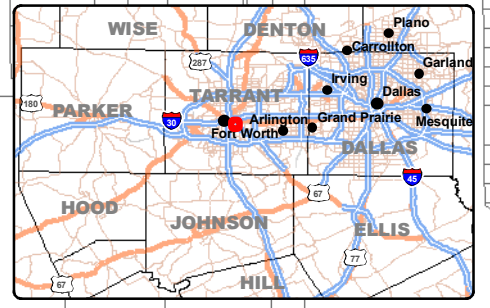 WISE
DENTON
Plano
Carrollton
287
635
Garland
Irving
180
TARRANT
Dallas
PARKER
30
Arlington
Grand Prairie
Mesquite
Fort Worth
DALLAS
45
67
HOOD
JOHNSON
ELLIS
77
67
HILL